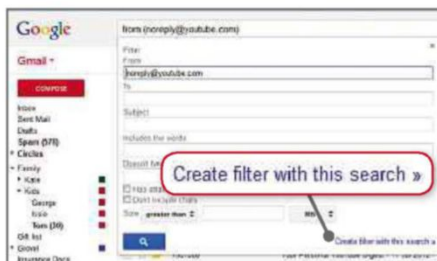 Google
from:(noreply@youtube.com)
Gmail
Filter
From
noreply@youtube.com
COMPOSE
To
Inbox
Subject
Sent Mail
Drafts
Spam (571)
Includes the words
Circles
Family
Create filter with this search »
Kids
George
Size greater than
MB
Tom (30)
Gift list
Create filter with this search »
Insurance Docs